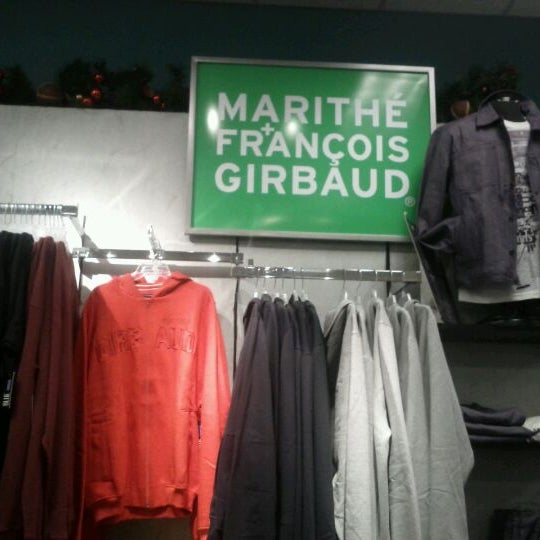 MARITHÉ
+
FRANÇOIS
GIRBAUD
®